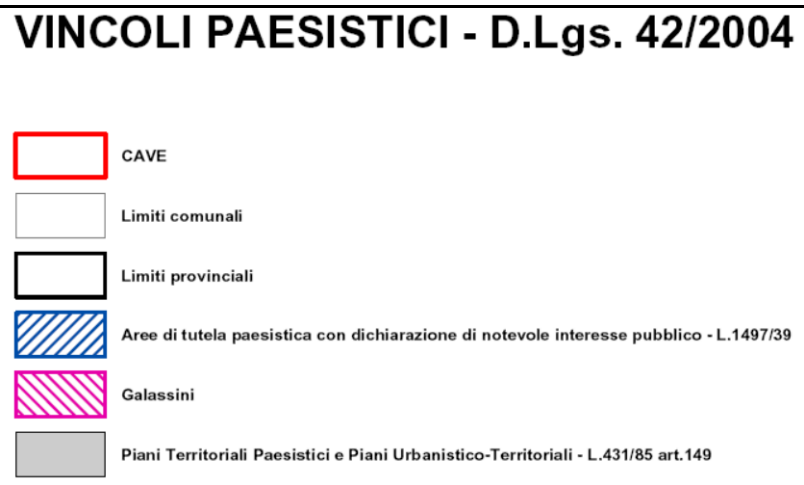 VINCOLI PAESISTICI - D.Lgs. 42/2004
CAVE
Limiti comunali
Limiti provinciali
Aree di tutela paesistica con dichiarazione di notevole interesse pubblico - L.1497/39
Galassini
Piani Territoriali Paesistici e Piani Urbanistico-Territoriali - L.431/85 art.149